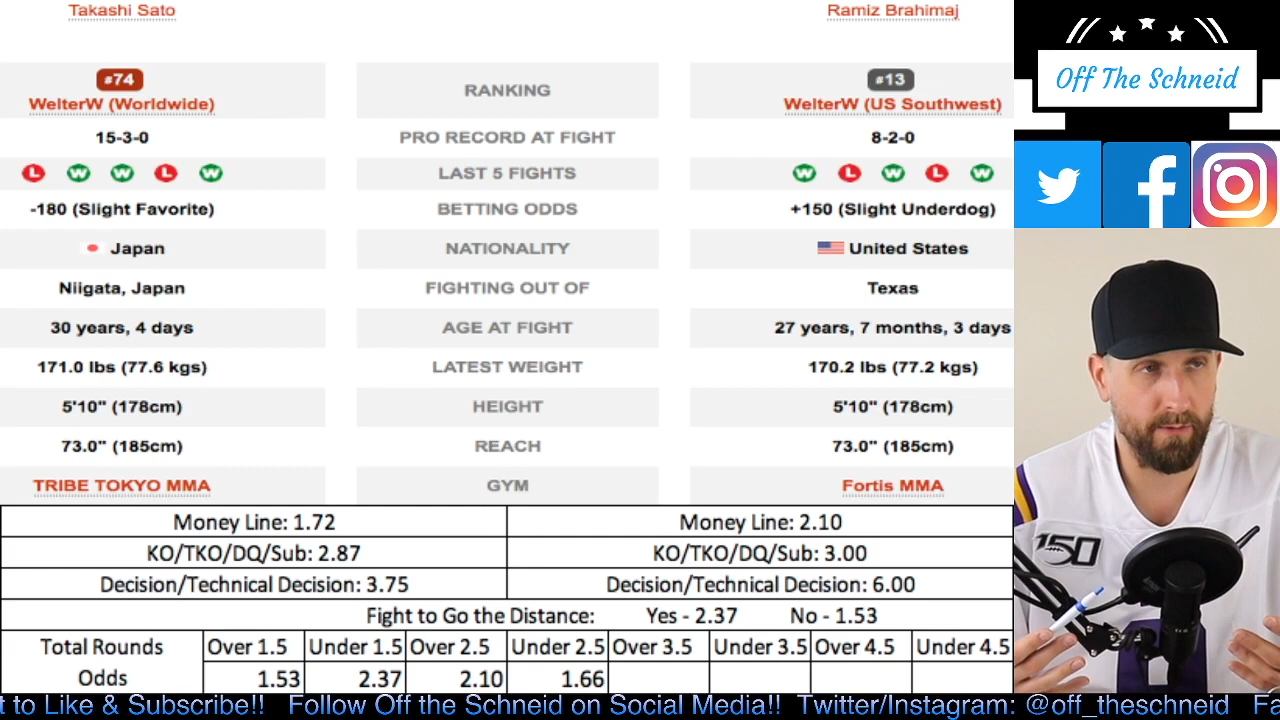 Takashi Sato Ramiz Brahimaj
Off The Schneid
#74 RANKING #13
WelterW (Worldwide) WelterW (US Southwest)
15-3-0 PRO RECORD AT FIGHT 8-2-0
L W W L W LAST 5 FIGHTS W L W L W
-180 (Slight Favorite) BETTING ODDS +150 (Slight Underdog)
Japan NATIONALITY United States
Niigata, Japan FIGHTING OUT OF Texas
30 years, 4 days AGE AT FIGHT 27 years, 7 months, 3 days
171.0 lbs (77.6 kgs) LATEST WEIGHT 170.2 lbs (77.2 kgs)
5'10" (178cm) HEIGHT 5'10" (178cm)
73.0" (185cm) REACH 73.0" (185cm)
TRIBE TOKYO MMA GYM Fortis MMA
Money Line: 1.72 Money Line: 2.10
KO/TKO/DQ/Sub: 2.87 KO/TKO/DQ/Sub: 3.00
Decision/Technical Decision: 3.75 Decision/Technical Decision: 6.00
Fight to Go the Distance: Yes - 2.37 No - 1.53
Total Rounds Over 1.5 Under 1.5 Over 2.5 Under 2.5 Over 3.5 Under 3.5 Over 4.5 Under 4.5
Odds 1.53 2.37 2.10 1.66
150
t to Like & Subscribe!! Follow Off the Schneid on Social Media!! Twitter/Instagram: @off_theschneid Fa